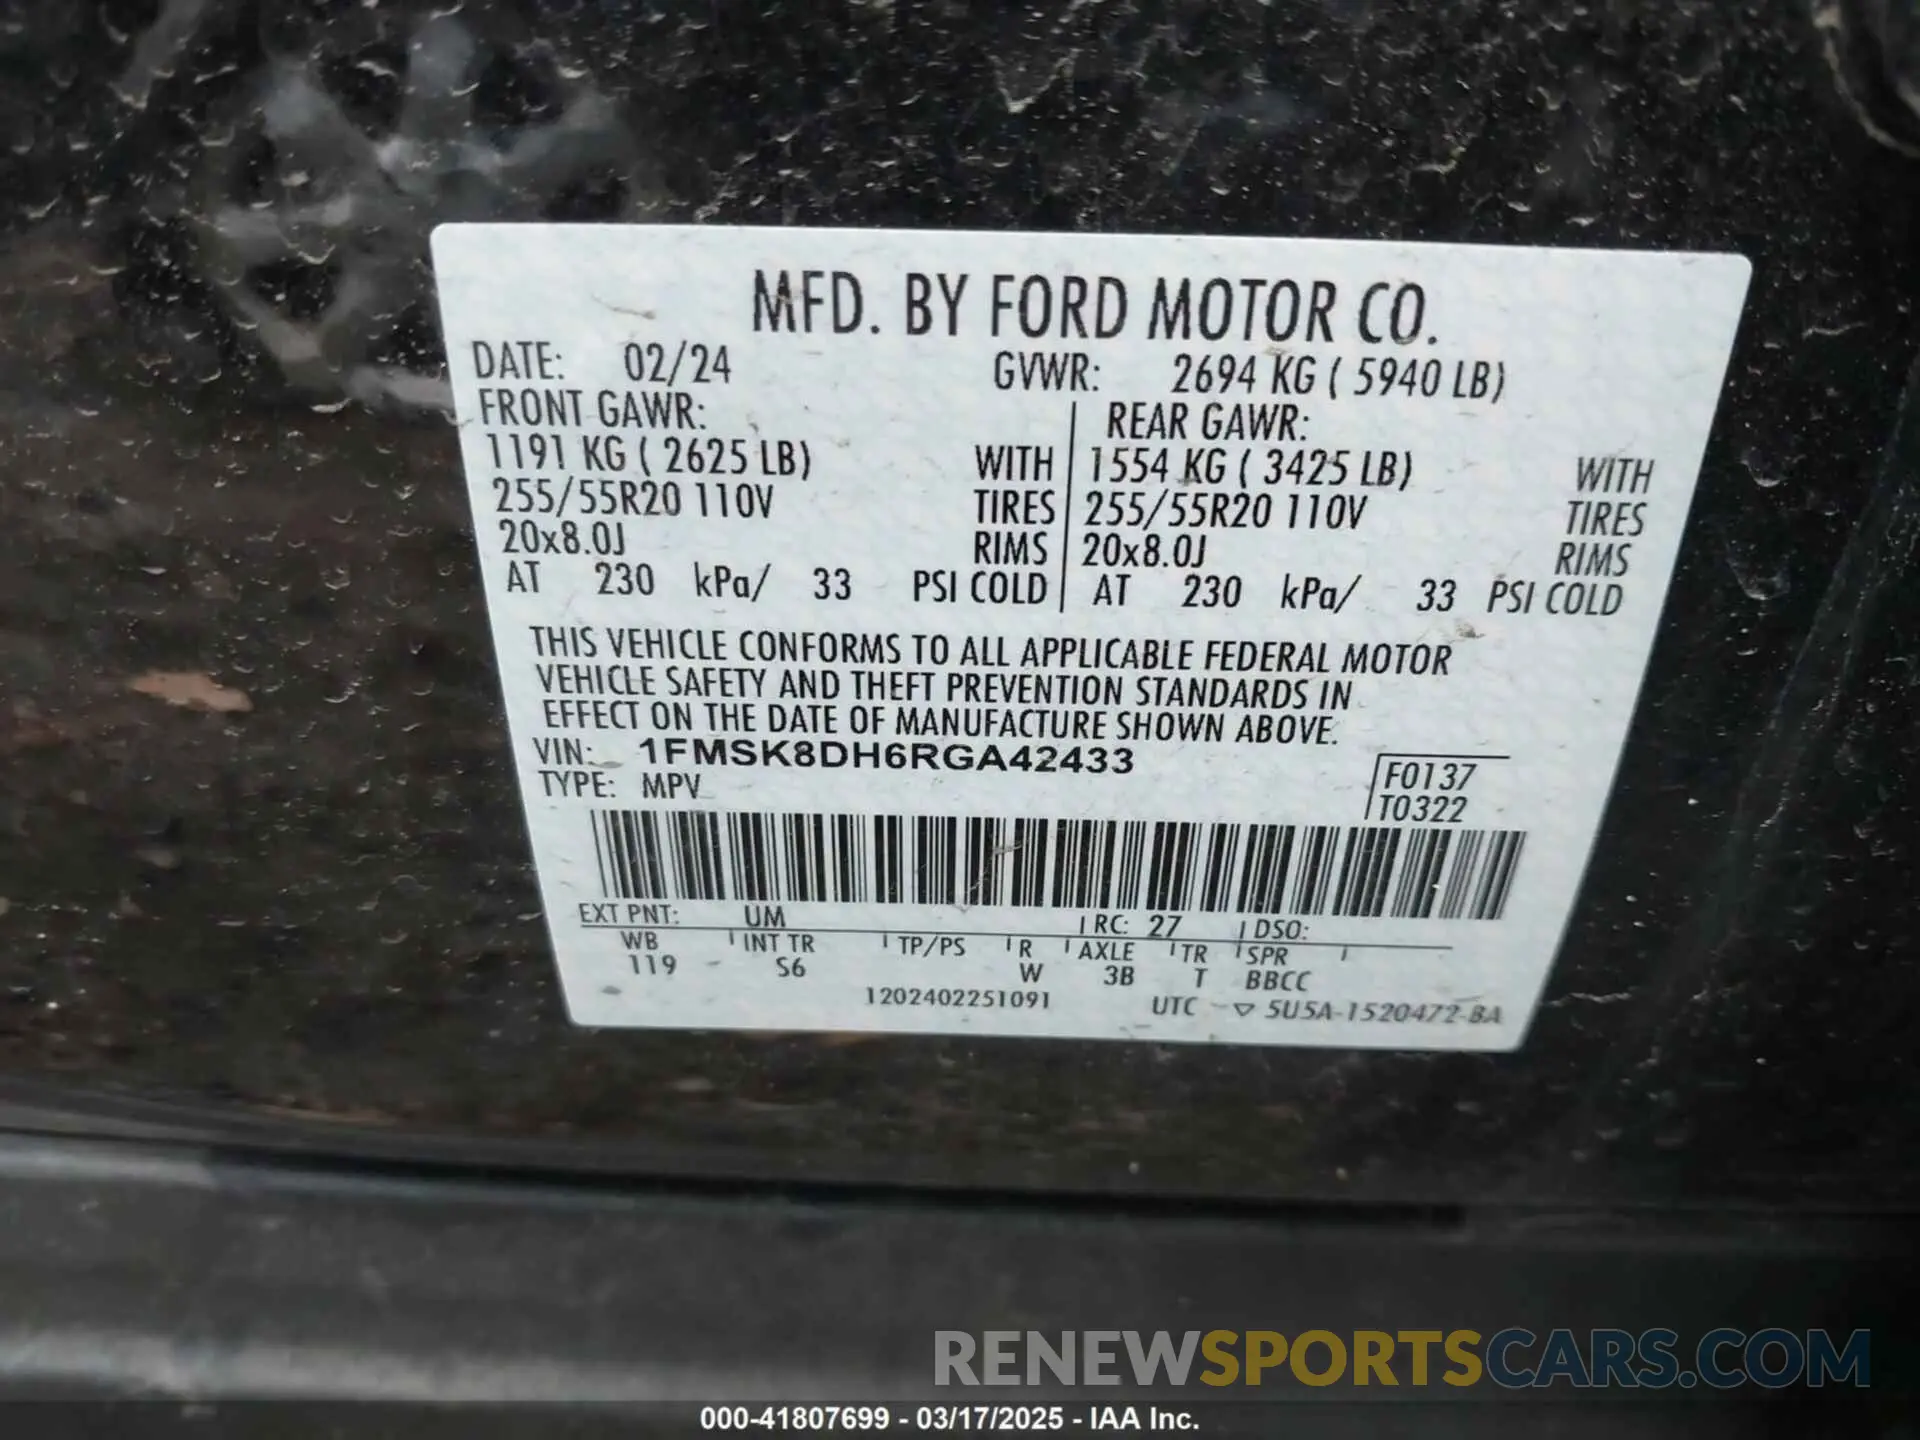 MFD. BY FORD MOTOR CO.
DATE: 02/24 GVWR: 2694 KG ( 5940 LB)
FRONT GAWR: REAR GAWR:
1191 KG ( 2625 LB) WITH 1554 KG ( 3425 LB) WITH
255/55R20 110V TIRES 255/55R20 110V TIRES
20x8.0J RIMS 20x8.0J RIMS
AT 230 kPa/ 33 PSI COLD AT 230 kPa/ 33 PSI COLD
THIS VEHICLE CONFORMS TO ALL APPLICABLE FEDERAL MOTOR
VEHICLE SAFETY AND THEFT PREVENTION STANDARDS IN
EFFECT ON THE DATE OF MANUFACTURE SHOWN ABOVE.
VIN: 1FMSK8DH6RGA42433
TYPE: MPV
F0137
T0322
EXT PNT: UM RC: 27 DSO:
WB INT TR TP/PS R AXLE TR SPR
119 S6 W 3B T BBCC
1202402251091 UTC ▽ 5U5A-1520472-BA
RENEWSPORTSCARS.COM
000-41807699 - 03/17/2025 - IAA Inc.